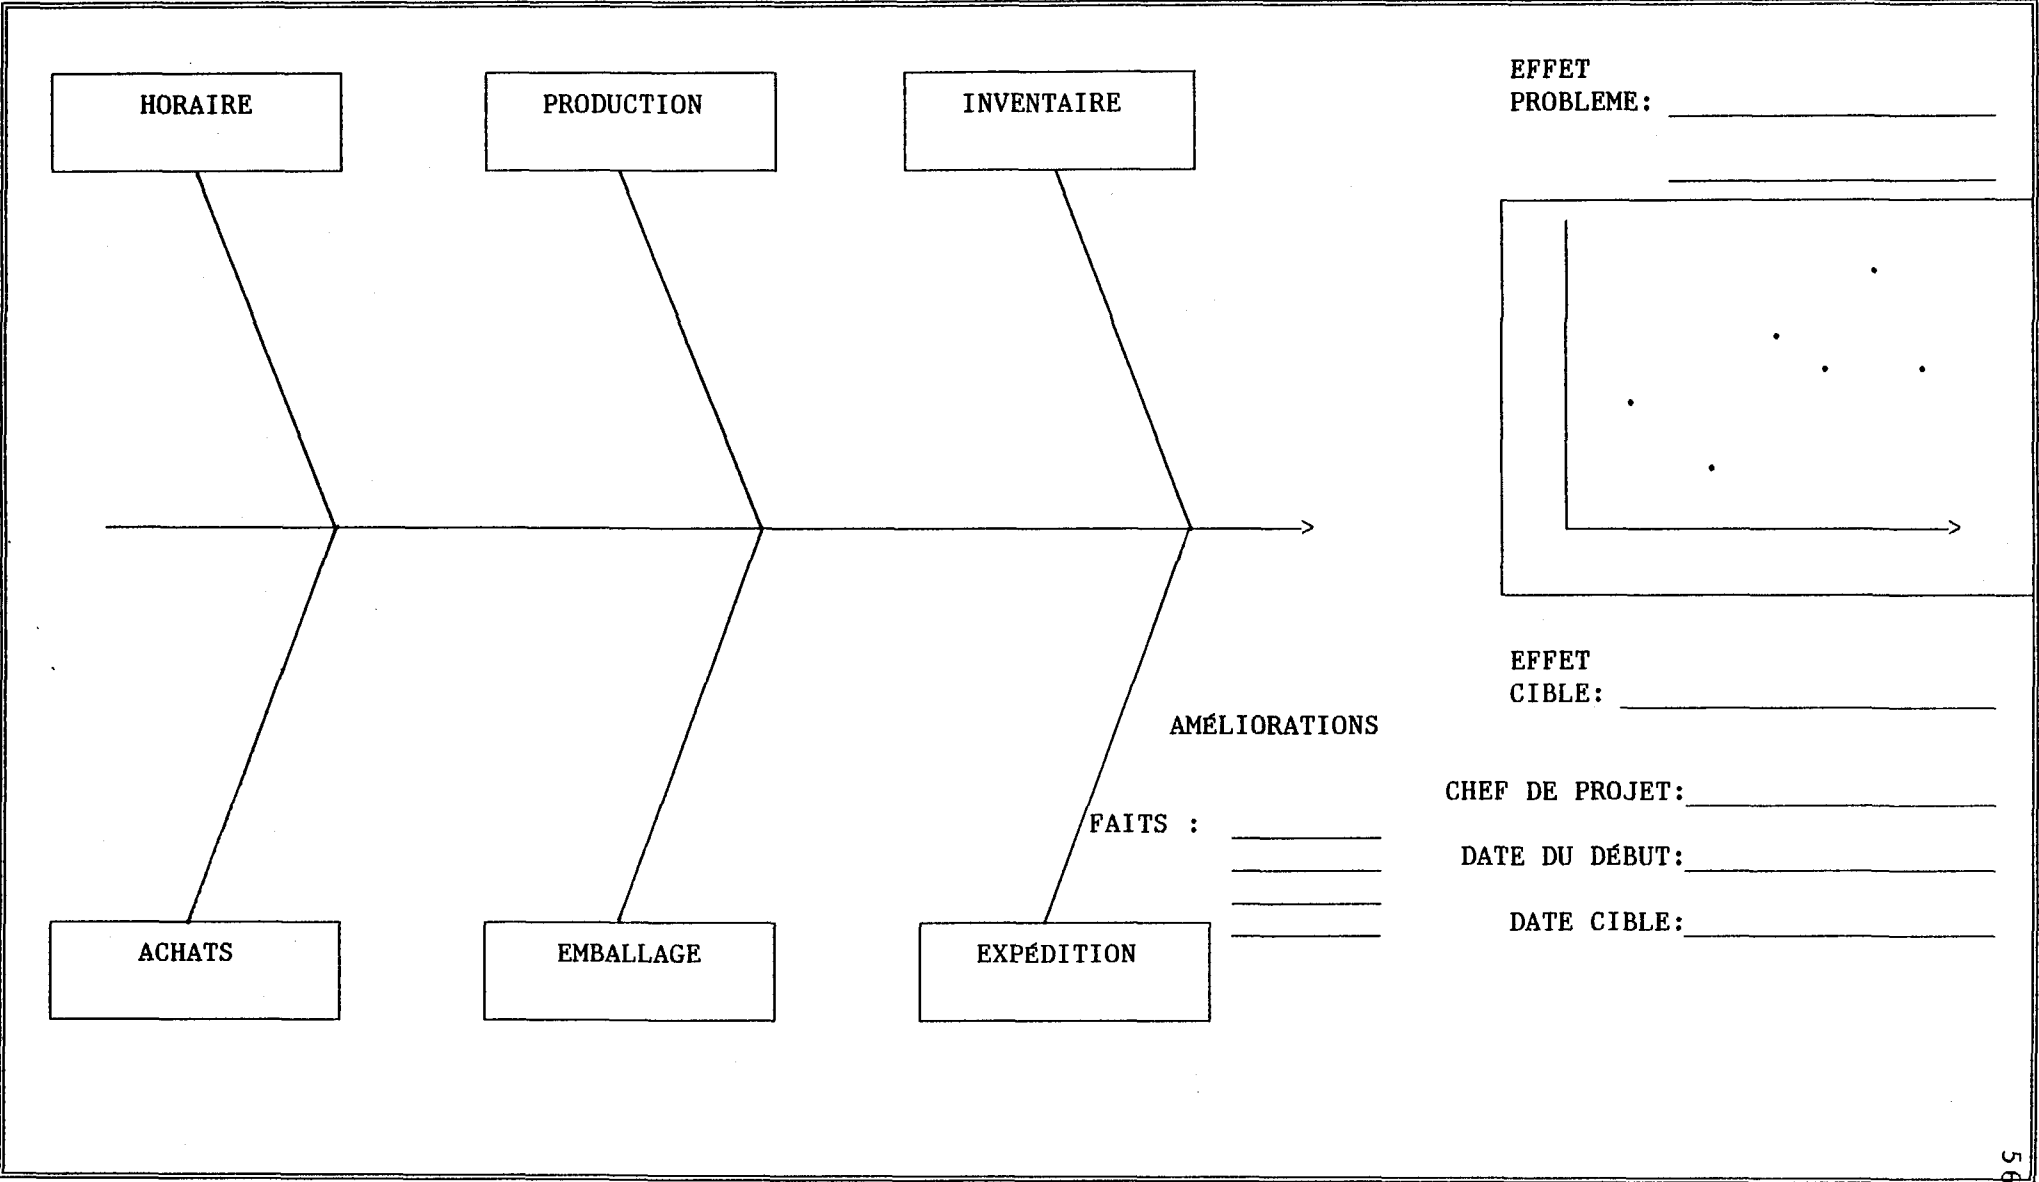 HORAIRE
PRODUCTION
INVENTAIRE
EFFET
PROBLEME:
EFFET
CIBLE:
AMÉLIORATIONS
CHEF DE PROJET:
FAITS :
DATE DU DÉBUT:
DATE CIBLE:
ACHATS
EMBALLAGE
EXPÉDITION